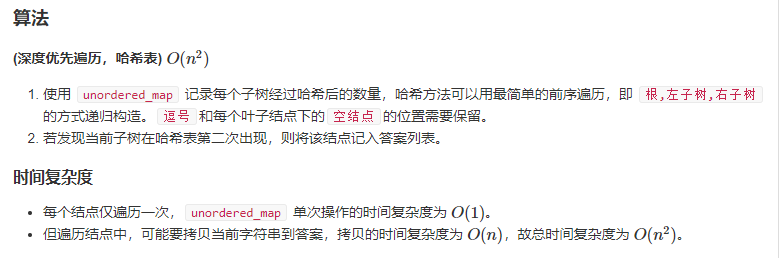 算法
(深度优先遍历，哈希表) O(n²)
1. 使用 unordered_map 记录每个子树经过哈希后的数量，哈希方法可以用最简单的前序遍历，即 根,左子树,右子树
的方式递归构造。 逗号 和每个叶子结点下的 空结点 的位置需要保留。
2. 若发现当前子树在哈希表第二次出现，则将该结点记入答案列表。
时间复杂度
• 每个结点仅遍历一次， unordered_map 单次操作的时间复杂度为 O(1)。
• 但遍历结点中，可能要拷贝当前字符串到答案，拷贝的时间复杂度为 O(n)，故总时间复杂度为 O(n²)。